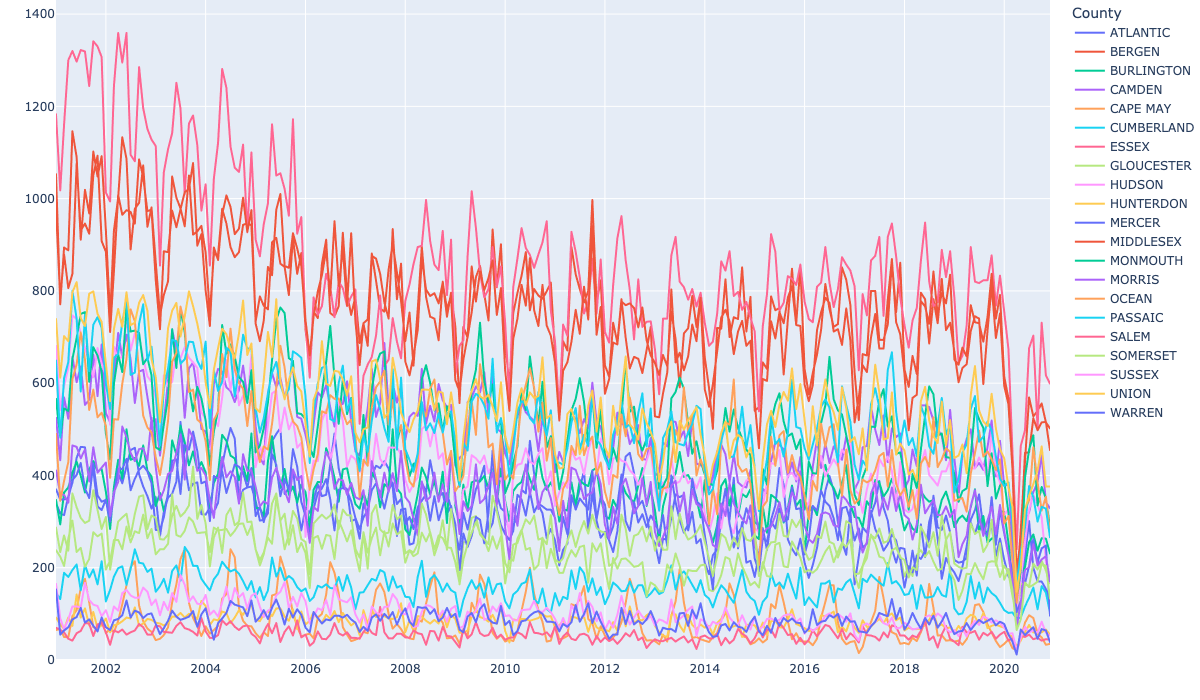 1400
1200
1000
800
600
400
200
0
2002
2004
2006
2008
2010
2012
2014
2016
2018
2020
County
ATLANTIC
BERGEN
BURLINGTON
CAMDEN
CAPE MAY
CUMBERLAND
ESSEX
GLOUCESTER
HUDSON
HUNTERDON
MERCER
MIDDLESEX
MONMOUTH
MORRIS
OCEAN
PASSAIC
SALEM
SOMERSET
SUSSEX
UNION
WARREN